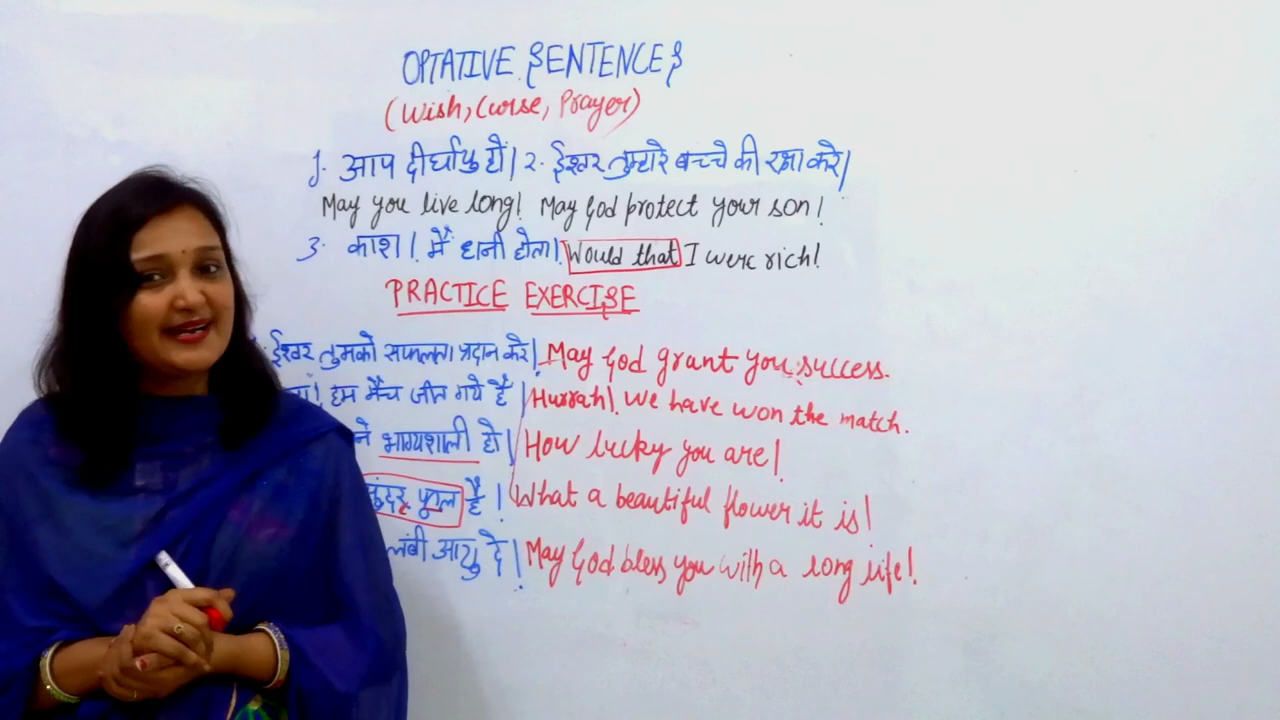 OPTATIVE SENTENCES
(Wish, Curse, Prayer)
1. आप दीर्घायु हों। २. ईश्वर तुम्हारे बच्चे की रक्षा करे।
May you live long! May God protect your son!
3. काश! मैं धनी होता। Would that I were rich!
PRACTICE EXERCISE
ईश्वर तुमको सफलता प्रदान करे। May God grant you success.
! हम मैच जीत गये हैं। Hurrah! We have won the match.
भाग्यशाली हो। How lucky you are!
सुंदर फूल है! What a beautiful flower it is!
लंबी आयु दे! May God bless you with a long life!